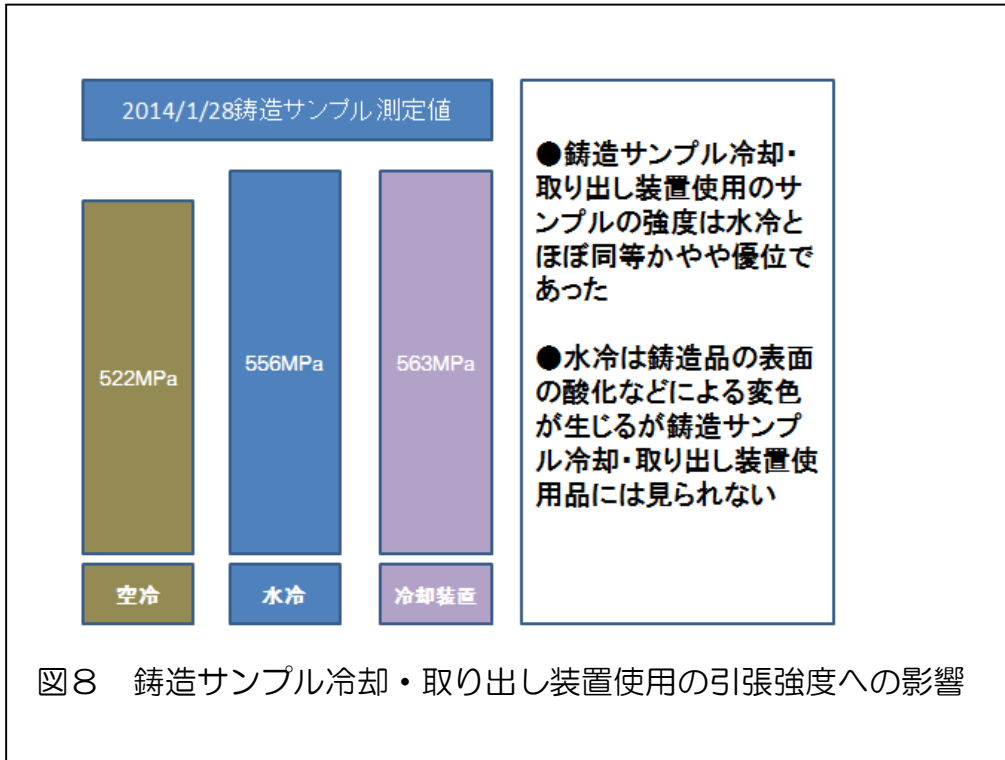 2014/1/28鋳造サンプル測定値
522MPa
556MPa
563MPa
空冷
水冷
冷却装置
●鋳造サンプル冷却・
取り出し装置使用のサ
ンプルの強度は水冷と
ほぼ同等かやや優位で
あった
●水冷は鋳造品の表面
の酸化などによる変色
が生じるが鋳造サンプ
ル冷却・取り出し装置使
用品には見られない
図８　鋳造サンプル冷却・取り出し装置使用の引張強度への影響